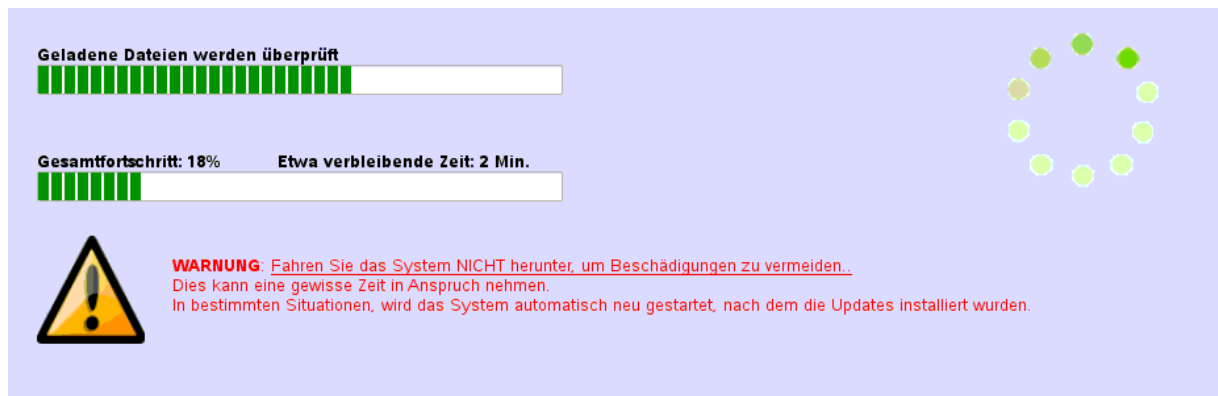 Geladene Dateien werden überprüft
Gesamtfortschritt: 18% Etwa verbleibende Zeit: 2 Min.
WARNUNG: Fahren Sie das System NICHT herunter, um Beschädigungen zu vermeiden..
Dies kann eine gewisse Zeit in Anspruch nehmen.
In bestimmten Situationen, wird das System automatisch neu gestartet, nach dem die Updates installiert wurden.